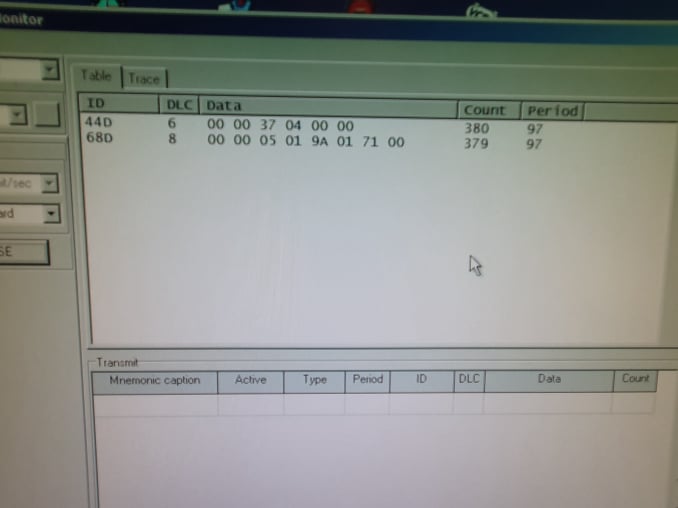 onitor
Table Trace
ID DLC Data Count Period
44D 6 00 00 37 04 00 00 380 97
68D 8 00 00 05 01 9A 01 71 00 379 97
it/sec
ard
SE
Transmit
Mnemonic caption Active Type Period ID DLC Data Count